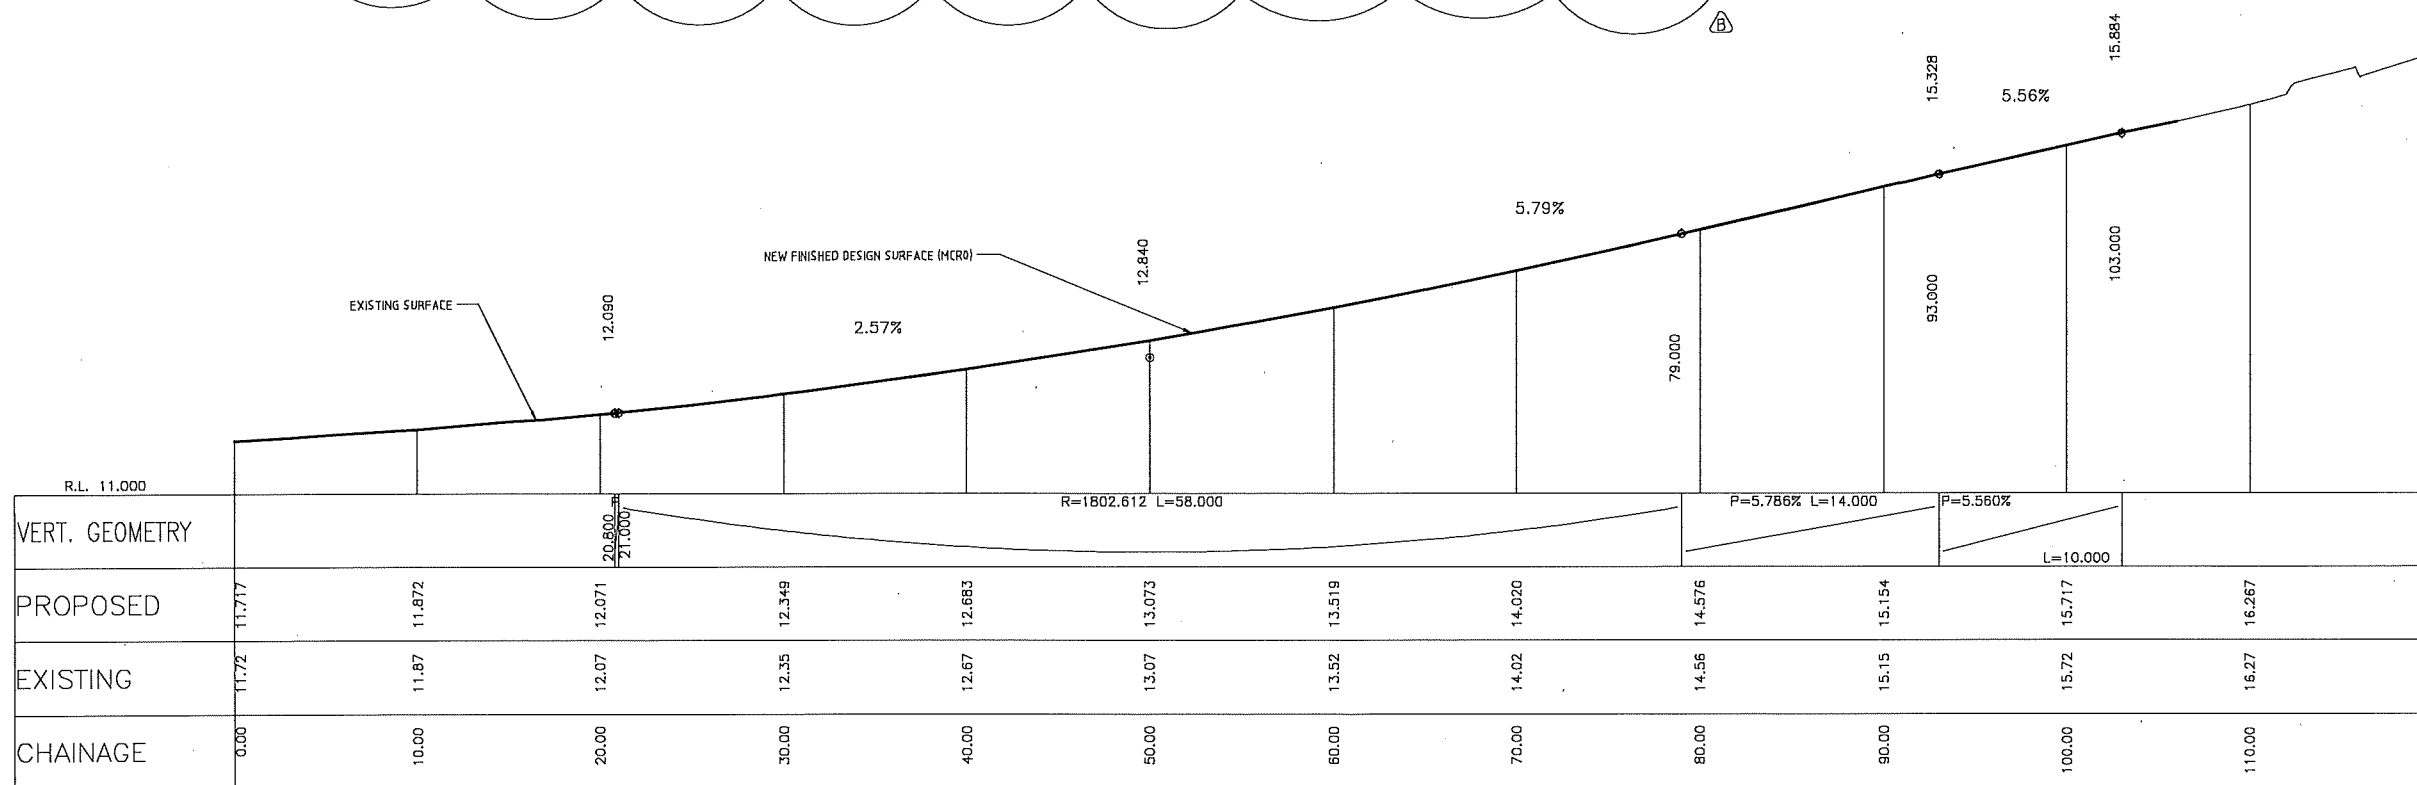 B
15.884
15.328
5.56%
5.79%
12.840
NEW FINISHED DESIGN SURFACE (MCR0)
103.000
93.000
EXISTING SURFACE
12.090
2.57%
79.000
R.L. 11.000
VERT. GEOMETRY
20.800
21.000
R=1802.612 L=58.000
P=5.786% L=14.000
P=5.560%
L=10.000
PROPOSED 11.717 11.872 12.071 12.349 12.683 13.073 13.519 14.020 14.576 15.154 15.717 16.267
EXISTING 11.72 11.87 12.07 12.35 12.67 13.07 13.52 14.02 14.56 15.15 15.72 16.27
CHAINAGE 0.00 10.00 20.00 30.00 40.00 50.00 60.00 70.00 80.00 90.00 100.00 110.00